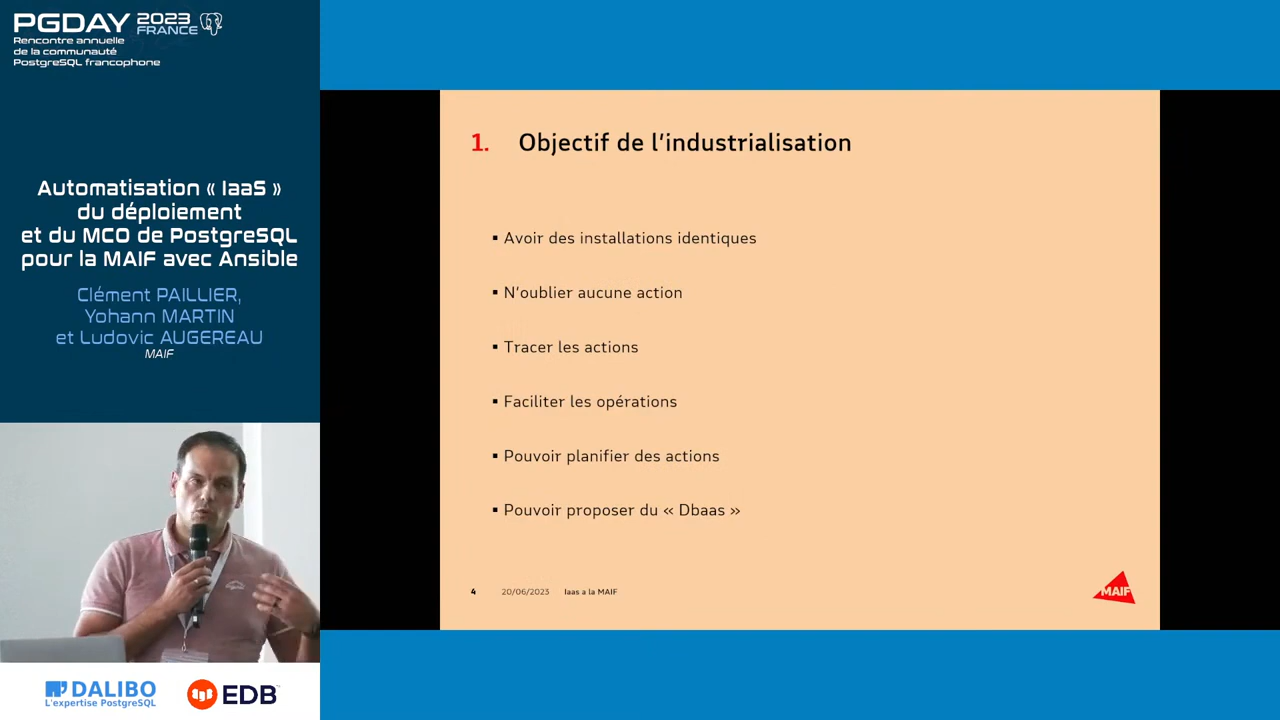 PGDAY 2023 FRANCE
Rencontre annuelle
de la communauté
PostgreSQL francophone
Automatisation « IaaS »
du déploiement
et du MCO de PostgreSQL
pour la MAIF avec Ansible
Clément PAILLIER,
Yohann MARTIN
et Ludovic AUGEREAU
MAIF
1. Objectif de l'industrialisation
▪ Avoir des installations identiques
▪ N'oublier aucune action
▪ Tracer les actions
▪ Faciliter les opérations
▪ Pouvoir planifier des actions
▪ Pouvoir proposer du « Dbaas »
4 20/06/2023 Iaas a la MAIF
MAIF
DALIBO
L'expertise PostgreSQL
EDB